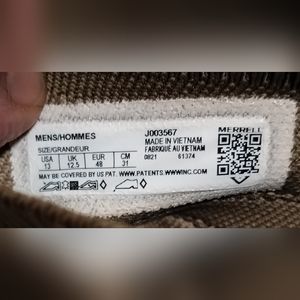 MENS/HOMMES
SIZE/GRANDEUR
USA UK EUR CM
13 12.5 48 31
J003567
MADE IN VIETNAM
FABRIQUE AU VIETNAM
0821 61374
MERRELL
MAY BE COVERED BY US PAT. WWW.PATENTS.WWWINC.COM